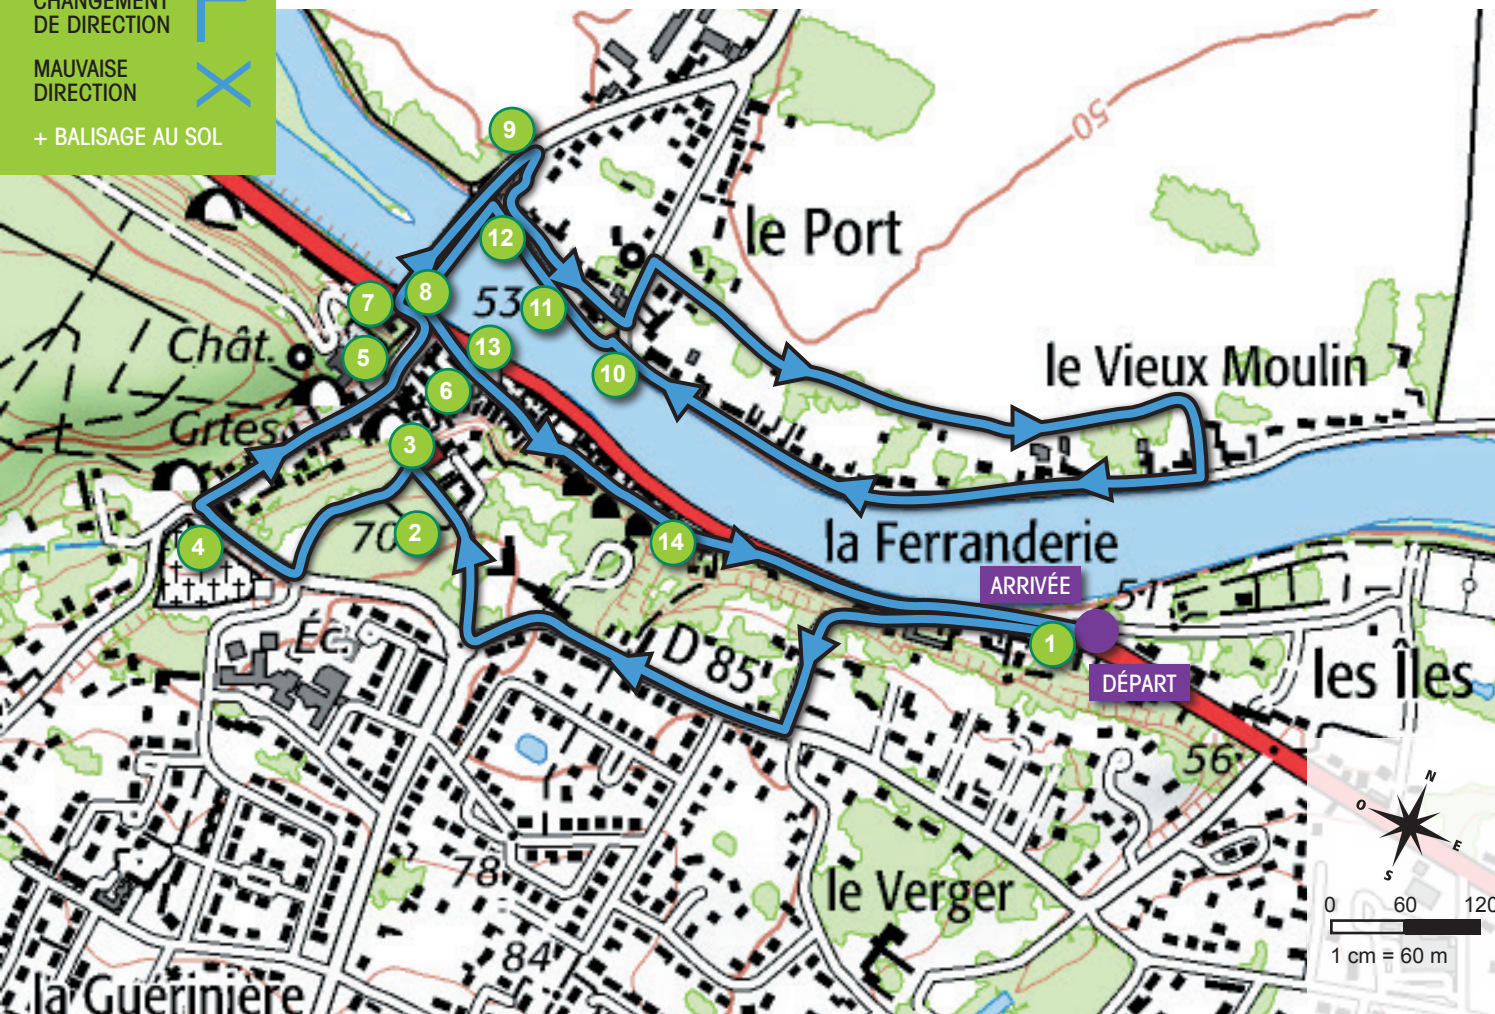 CHANGEMENT
DE DIRECTION
MAUVAISE
DIRECTION
+ BALISAGE AU SOL
9
50
le Port
12
7
8
53
11
Chât.
5
13
10
6
le Vieux Moulin
Grtes
3
70
2
4
14
la Ferranderie
ARRIVÉE
51
1
Éc.
D 85
DÉPART
les Îles
56
N
O
E
S
78
le Verger
0 60 120
84
1 cm = 60 m
la Guérinière